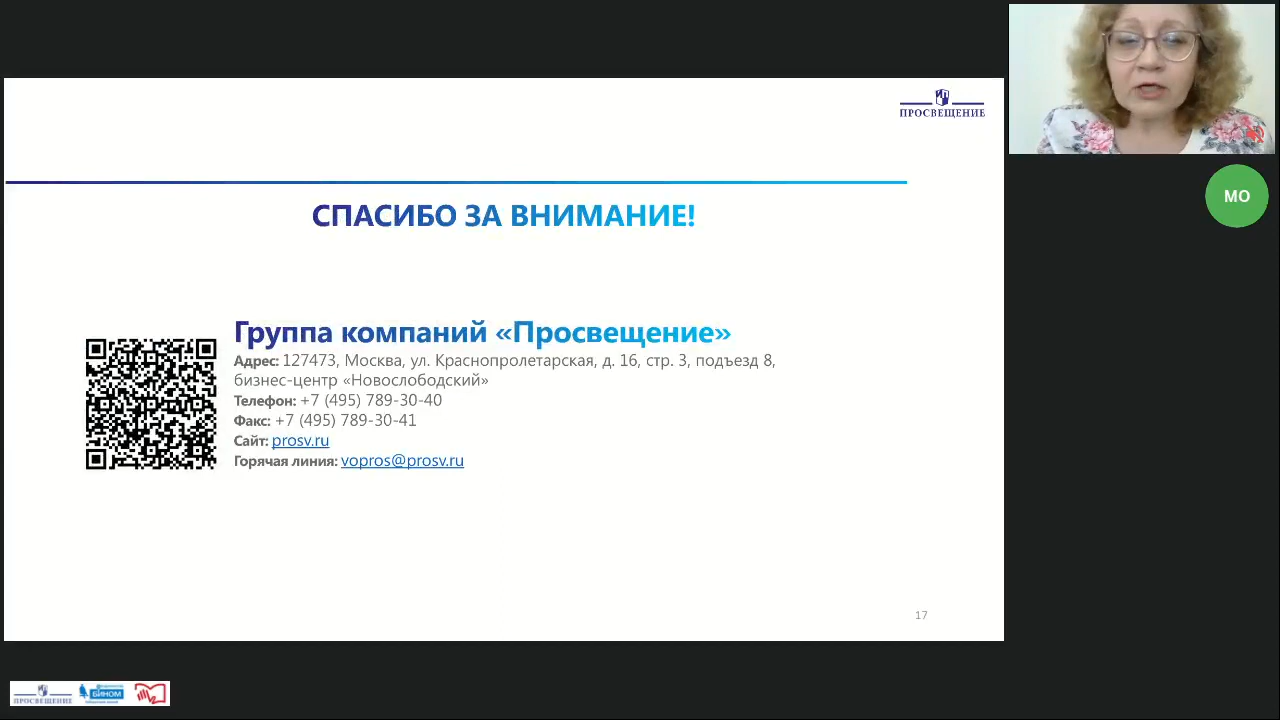 ПРОСВЕЩЕНИЕ
МО
СПАСИБО ЗА ВНИМАНИЕ!
Группа компаний «Просвещение»
Адрес: 127473, Москва, ул. Краснопролетарская, д. 16, стр. 3, подъезд 8,
бизнес-центр «Новослободский»
Телефон: +7 (495) 789-30-40
Факс: +7 (495) 789-30-41
Сайт: prosv.ru
Горячая линия: vopros@prosv.ru
17
ПРОСВЕЩЕНИЕ
БИНОМ